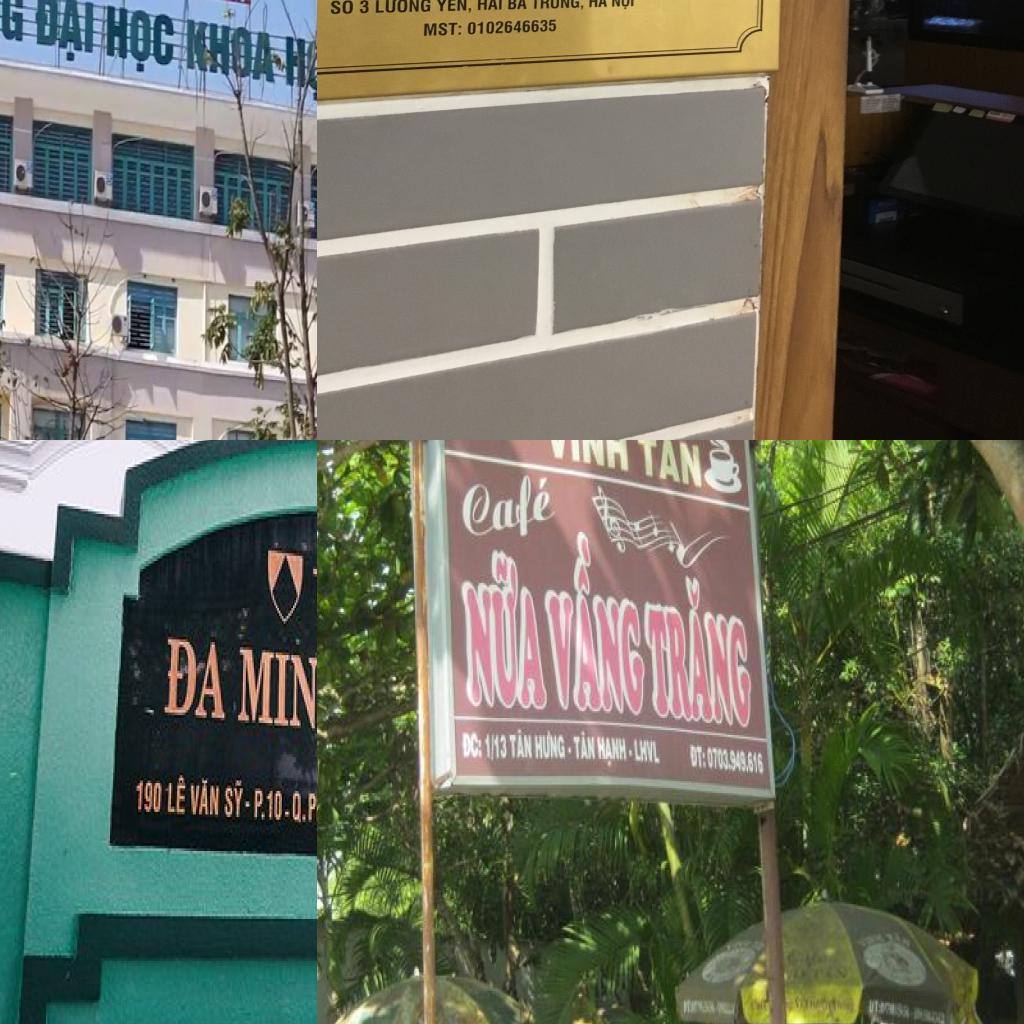 ĐẠI HỌC KHOA
SỐ 3 LƯƠNG YÊN, HAI BÀ TRƯNG, HÀ NỘI
MST: 0102646635
ĐA MIN
190 LÊ VĂN SỸ - P.10 - Q.P
VĨNH TÂN
Café
NỮA VẦNG TRĂNG
ĐC: 1/13 TÂN HƯNG - TÂN HẠNH - LHVL
ĐT: 0703.949.616